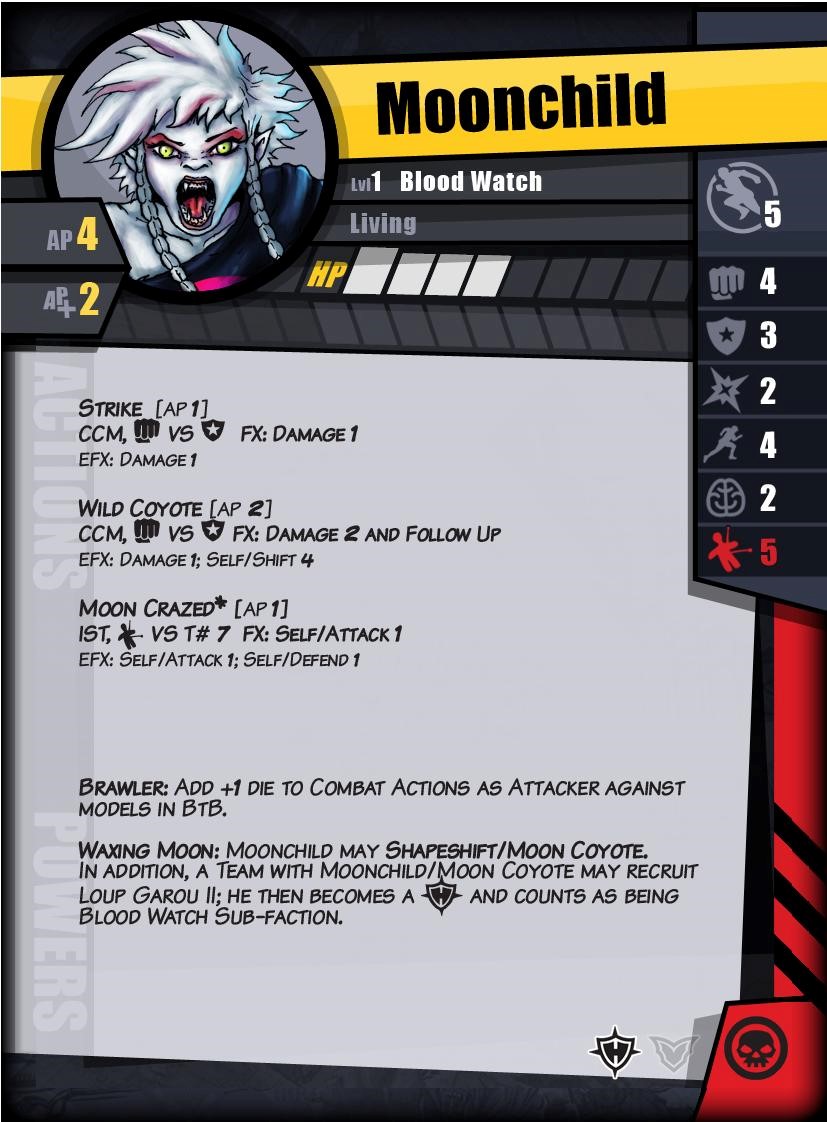 Moonchild
Lvl1 Blood Watch
Living
AP 4
AP+ 2
HP
5
4
3
2
4
2
5
ACTIONS
STRIKE [AP 1]
CCM, VS FX: DAMAGE 1
EFX: DAMAGE 1
WILD COYOTE [AP 2]
CCM, VS FX: DAMAGE 2 AND FOLLOW UP
EFX: DAMAGE 1; SELF/SHIFT 4
MOON CRAZED* [AP 1]
IST, VS T# 7 FX: SELF/ATTACK 1
EFX: SELF/ATTACK 1; SELF/DEFEND 1
POWERS
BRAWLER: ADD +1 DIE TO COMBAT ACTIONS AS ATTACKER AGAINST
MODELS IN BTB.
WAXING MOON: MOONCHILD MAY SHAPESHIFT/MOON COYOTE.
IN ADDITION, A TEAM WITH MOONCHILD/MOON COYOTE MAY RECRUIT
LOUP GAROU II; HE THEN BECOMES A H AND COUNTS AS BEING
BLOOD WATCH SUB-FACTION.
H